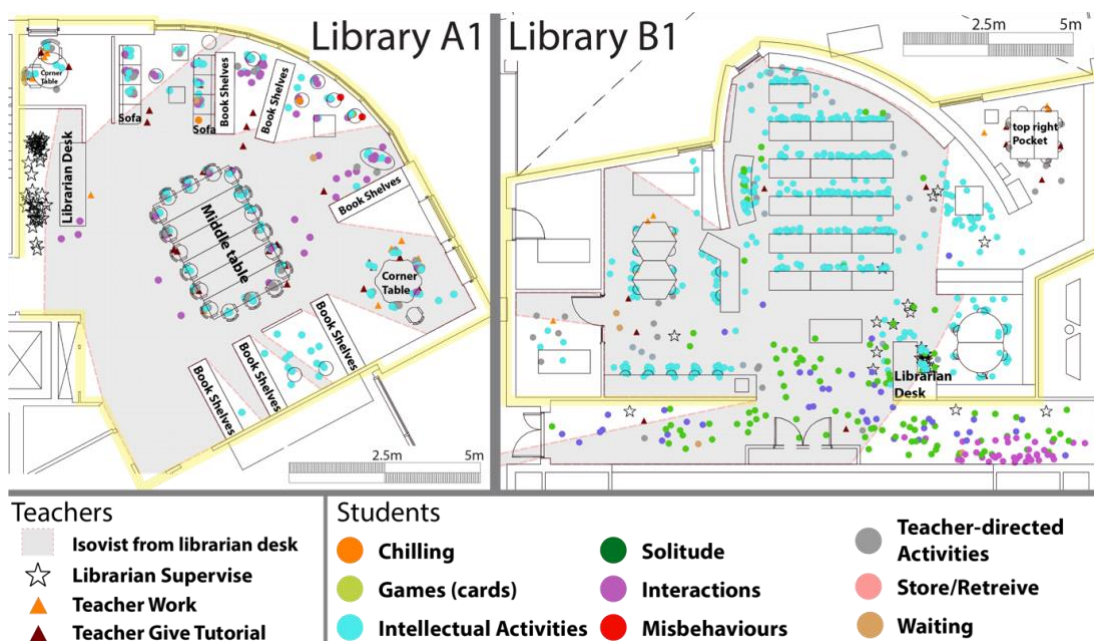 Library A1
Library B1
2.5m 5m
Corner
Table
Sofa
Sofa
Book Shelves
Book Shelves
Book Shelves
Librarian Desk
Middle table
Corner
Table
Book Shelves
Book Shelves
Book Shelves
2.5m 5m
top right
Pocket
Librarian
Desk
Teachers
Isovist from librarian desk
Librarian Supervise
Teacher Work
Teacher Give Tutorial
Students
Chilling
Games (cards)
Intellectual Activities
Solitude
Interactions
Misbehaviours
Teacher-directed
Activities
Store/Retreive
Waiting